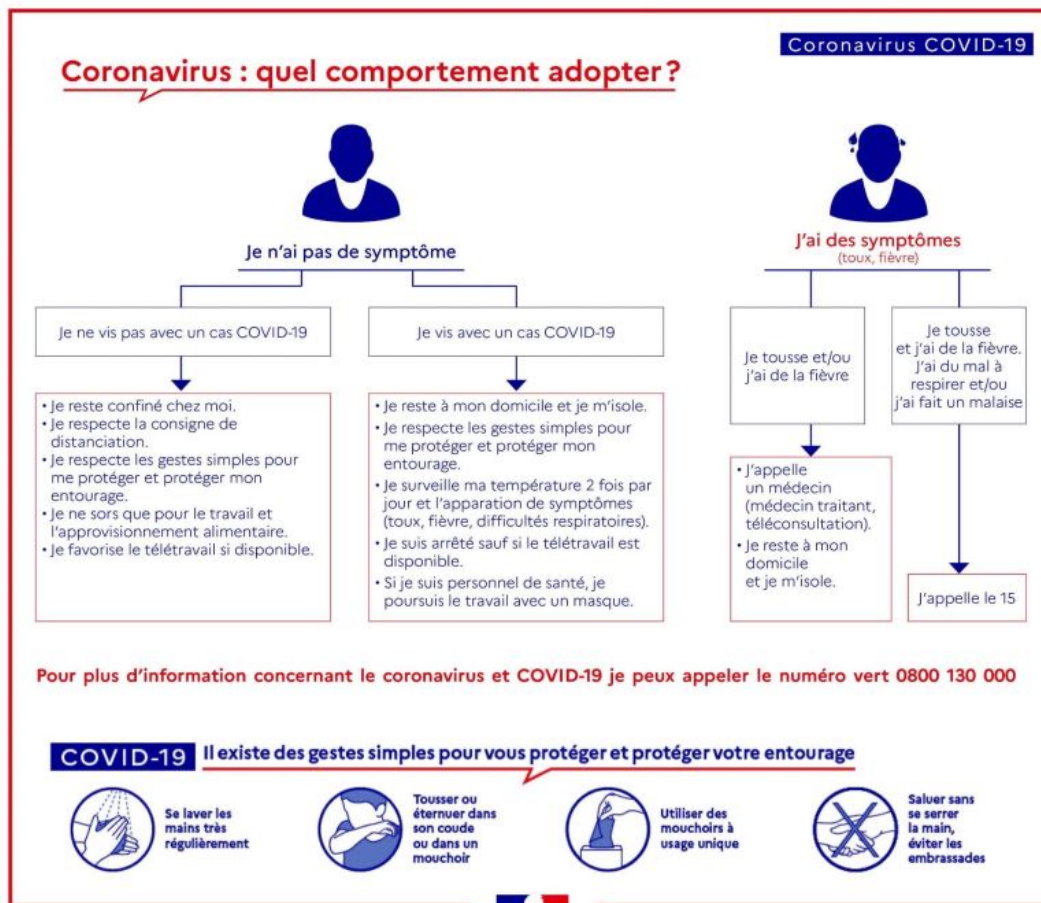 Coronavirus COVID-19
Coronavirus : quel comportement adopter ?
Je n'ai pas de symptôme
J'ai des symptômes
(toux, fièvre)
Je ne vis pas avec un cas COVID-19
Je vis avec un cas COVID-19
Je tousse et/ou
j'ai de la fièvre
Je tousse
et j'ai de la fièvre.
J'ai du mal à
respirer et/ou
j'ai fait un malaise
• Je reste confiné chez moi.
• Je respecte la consigne de
distanciation.
• Je respecte les gestes simples pour
me protéger et protéger mon
entourage.
• Je ne sors que pour le travail et
l'approvisionnement alimentaire.
• Je favorise le télétravail si disponible.
• Je reste à mon domicile et je m'isole.
• Je respecte les gestes simples pour
me protéger et protéger mon
entourage.
• Je surveille ma température 2 fois par
jour et l'apparation de symptômes
(toux, fièvre, difficultés respiratoires).
• Je suis arrêté sauf si le télétravail est
disponible.
• Si je suis personnel de santé, je
poursuis le travail avec un masque.
• J'appelle
un médecin
(médecin traitant,
téléconsultation).
• Je reste à mon
domicile
et je m'isole.
J'appelle le 15
Pour plus d'information concernant le coronavirus et COVID-19 je peux appeler le numéro vert 0800 130 000
COVID-19 Il existe des gestes simples pour vous protéger et protéger votre entourage
Se laver les
mains très
régulièrement
Tousser ou
éternuer dans
son coude
ou dans un
mouchoir
Utiliser des
mouchoirs à
usage unique
Saluer sans
se serrer
la main,
éviter les
embrassades